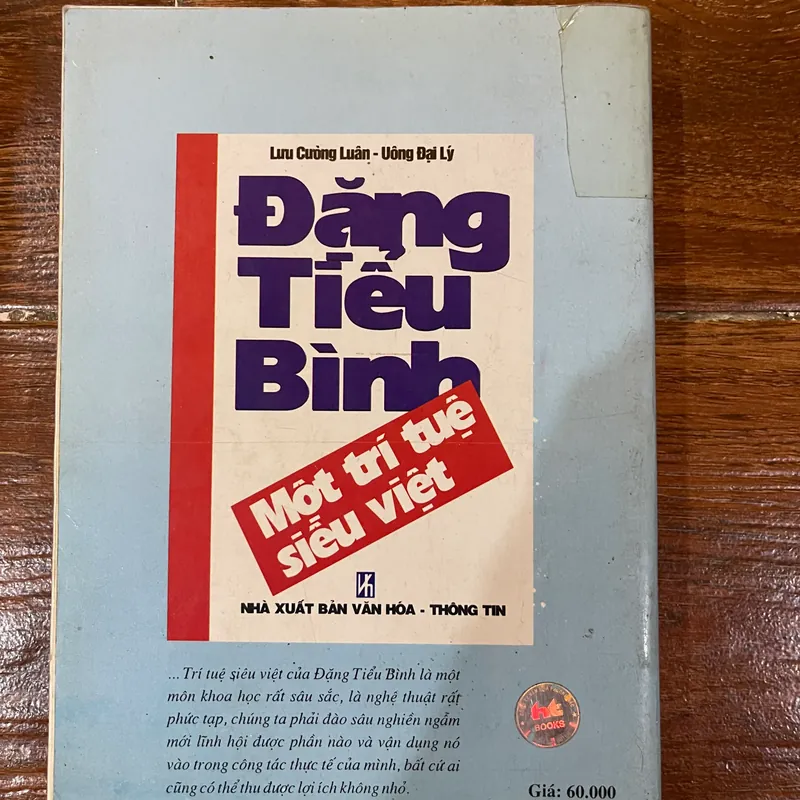 Lưu Cường Luân - Uông Đại Lý
Đặng
Tiểu
Bình
Một trí tuệ
siêu việt
NHÀ XUẤT BẢN VĂN HÓA - THÔNG TIN
...Trí tuệ siêu việt của Đặng Tiểu Bình là một
môn khoa học rất sâu sắc, là nghệ thuật rất
phức tạp, chúng ta phải đào sâu nghiền ngẫm
mới lĩnh hội được phần nào và vận dụng nó
vào trong công tác thực tế của mình, bất cứ ai
cũng có thể thu được lợi ích không nhỏ.
ht
BOOKS
Giá: 60.000